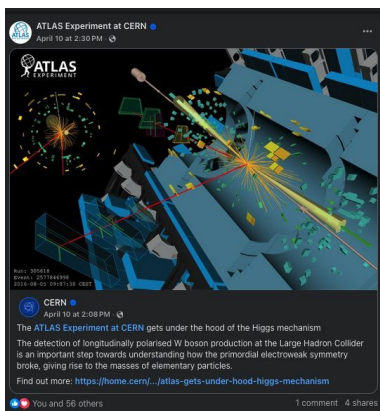 ATLAS Experiment at CERN
April 10 at 2:30 PM ·
ATLAS
EXPERIMENT
Run: 305618
Event: 2577046998
2016-08-05 09:07:36 CEST
CERN
April 10 at 2:08 PM ·
The ATLAS Experiment at CERN gets under the hood of the Higgs mechanism
The detection of longitudinally polarised W boson production at the Large Hadron Collider
is an important step towards understanding how the primordial electroweak symmetry
broke, giving rise to the masses of elementary particles.
Find out more: https://home.cern/.../atlas-gets-under-hood-higgs-mechanism
You and 56 others
1 comment 4 shares